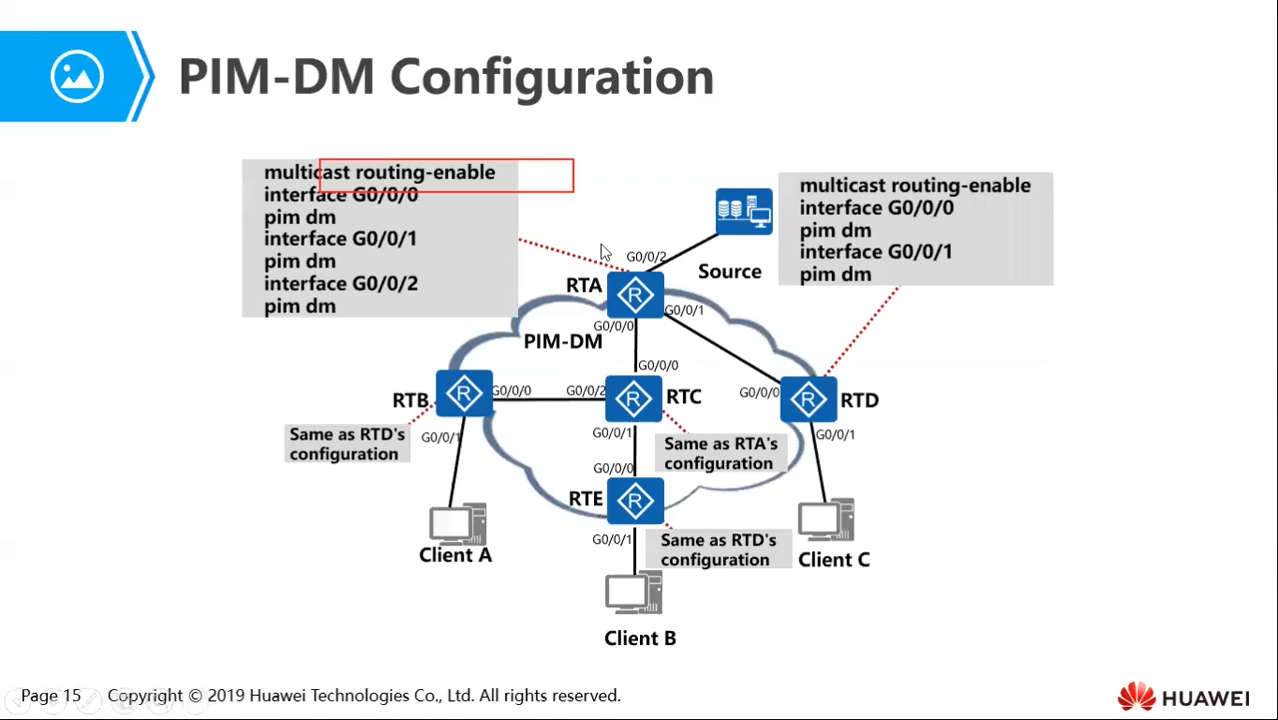 PIM-DM Configuration
multicast routing-enable
interface G0/0/0
pim dm
interface G0/0/1
pim dm
interface G0/0/2
pim dm
multicast routing-enable
interface G0/0/0
pim dm
interface G0/0/1
pim dm
G0/0/2
Source
RTA
R
G0/0/1
G0/0/0
PIM-DM
G0/0/0
RTB
R
G0/0/0
G0/0/2
R
RTC
G0/0/0
R
RTD
Same as RTD's
configuration
G0/0/1
G0/0/1
Same as RTA's
configuration
G0/0/1
G0/0/0
RTE
R
Client A
G0/0/1
Same as RTD's
configuration
Client C
Client B
Page 15
Copyright © 2019 Huawei Technologies Co., Ltd. All rights reserved.
HUAWEI